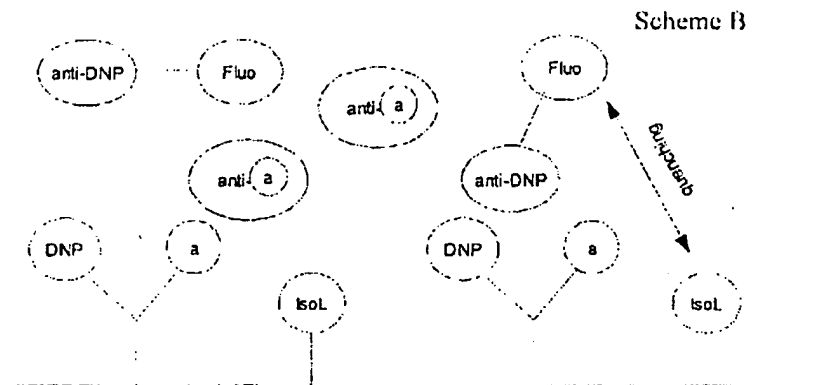 Scheme B
anti-DNP
Fluo
anti-
a
Fluo
anti-
a
anti-DNP
quenching
DNP
a
DNP
a
IsoL
IsoL